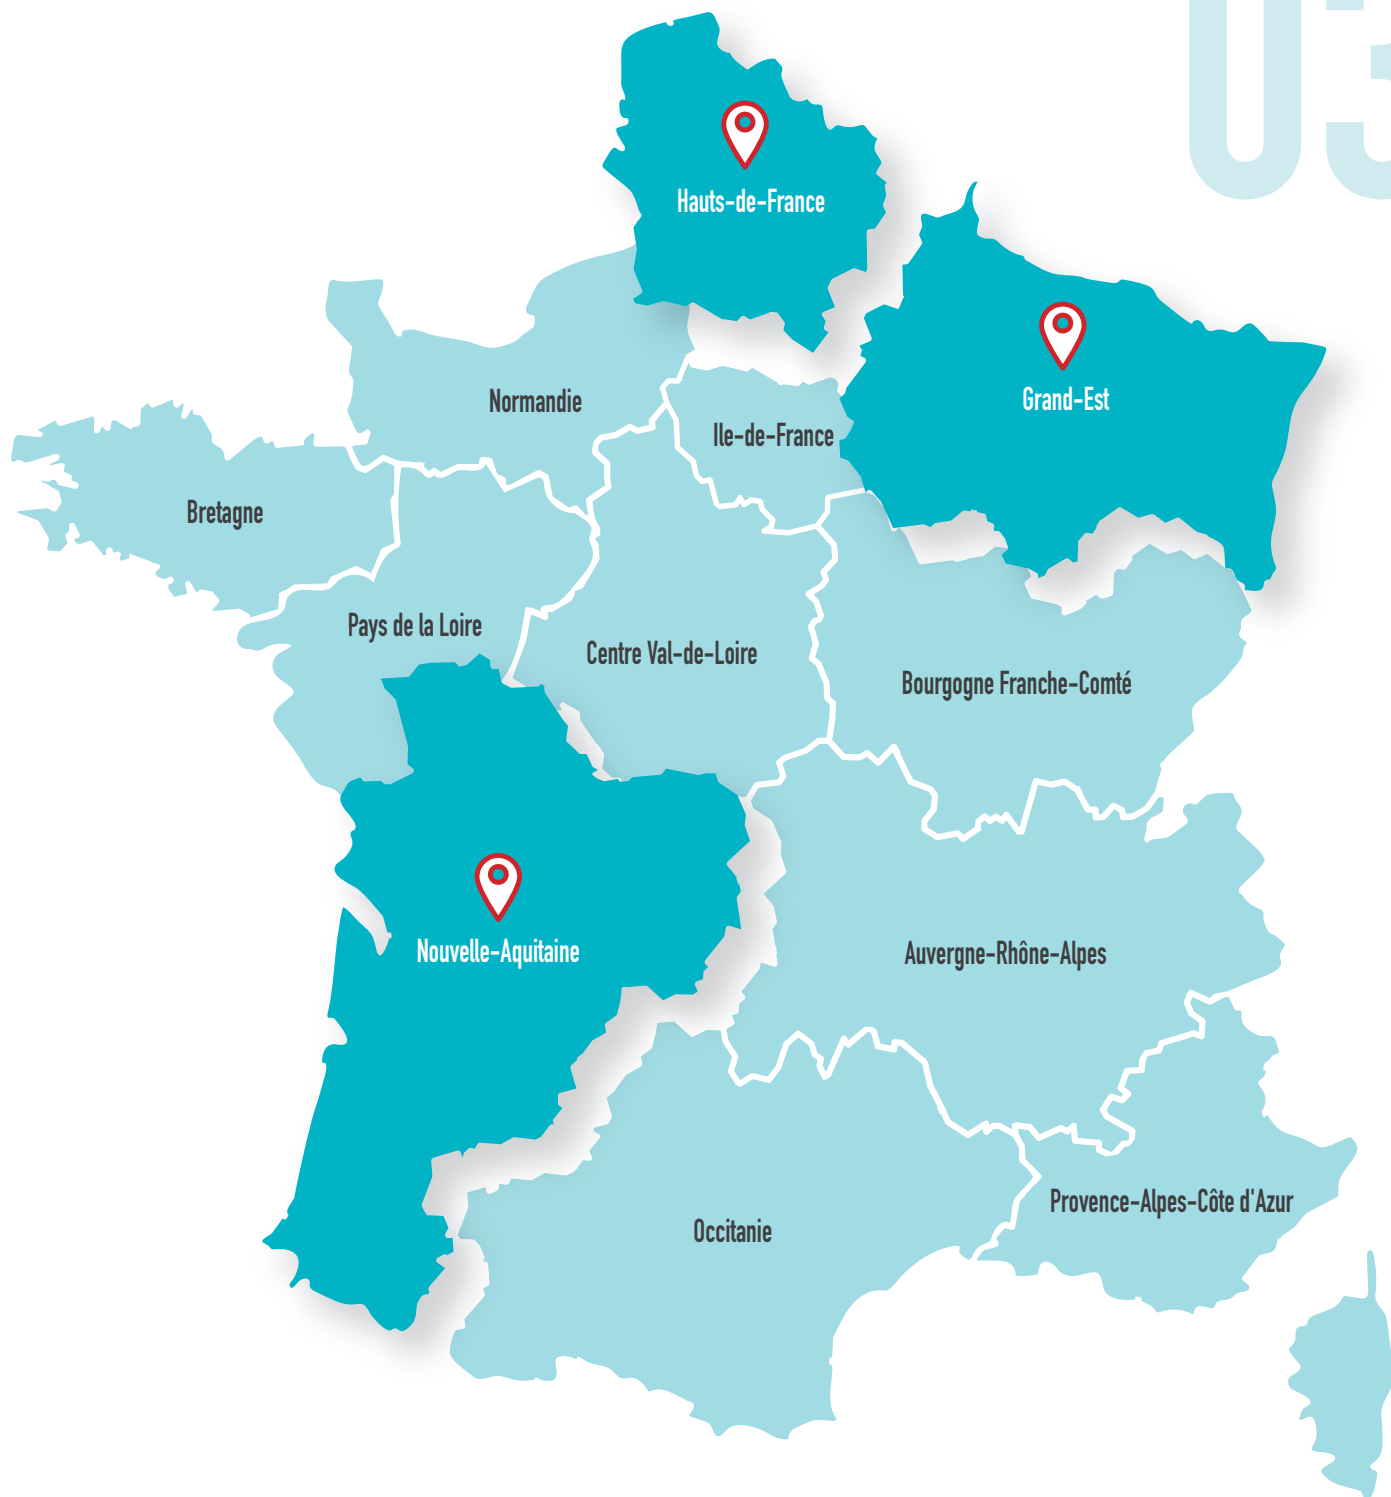 03
Hauts-de-France
Grand-Est
Normandie
Ile-de-France
Bretagne
Pays de la Loire
Centre Val-de-Loire
Bourgogne Franche-Comté
Nouvelle-Aquitaine
Auvergne-Rhône-Alpes
Provence-Alpes-Côte d'Azur
Occitanie